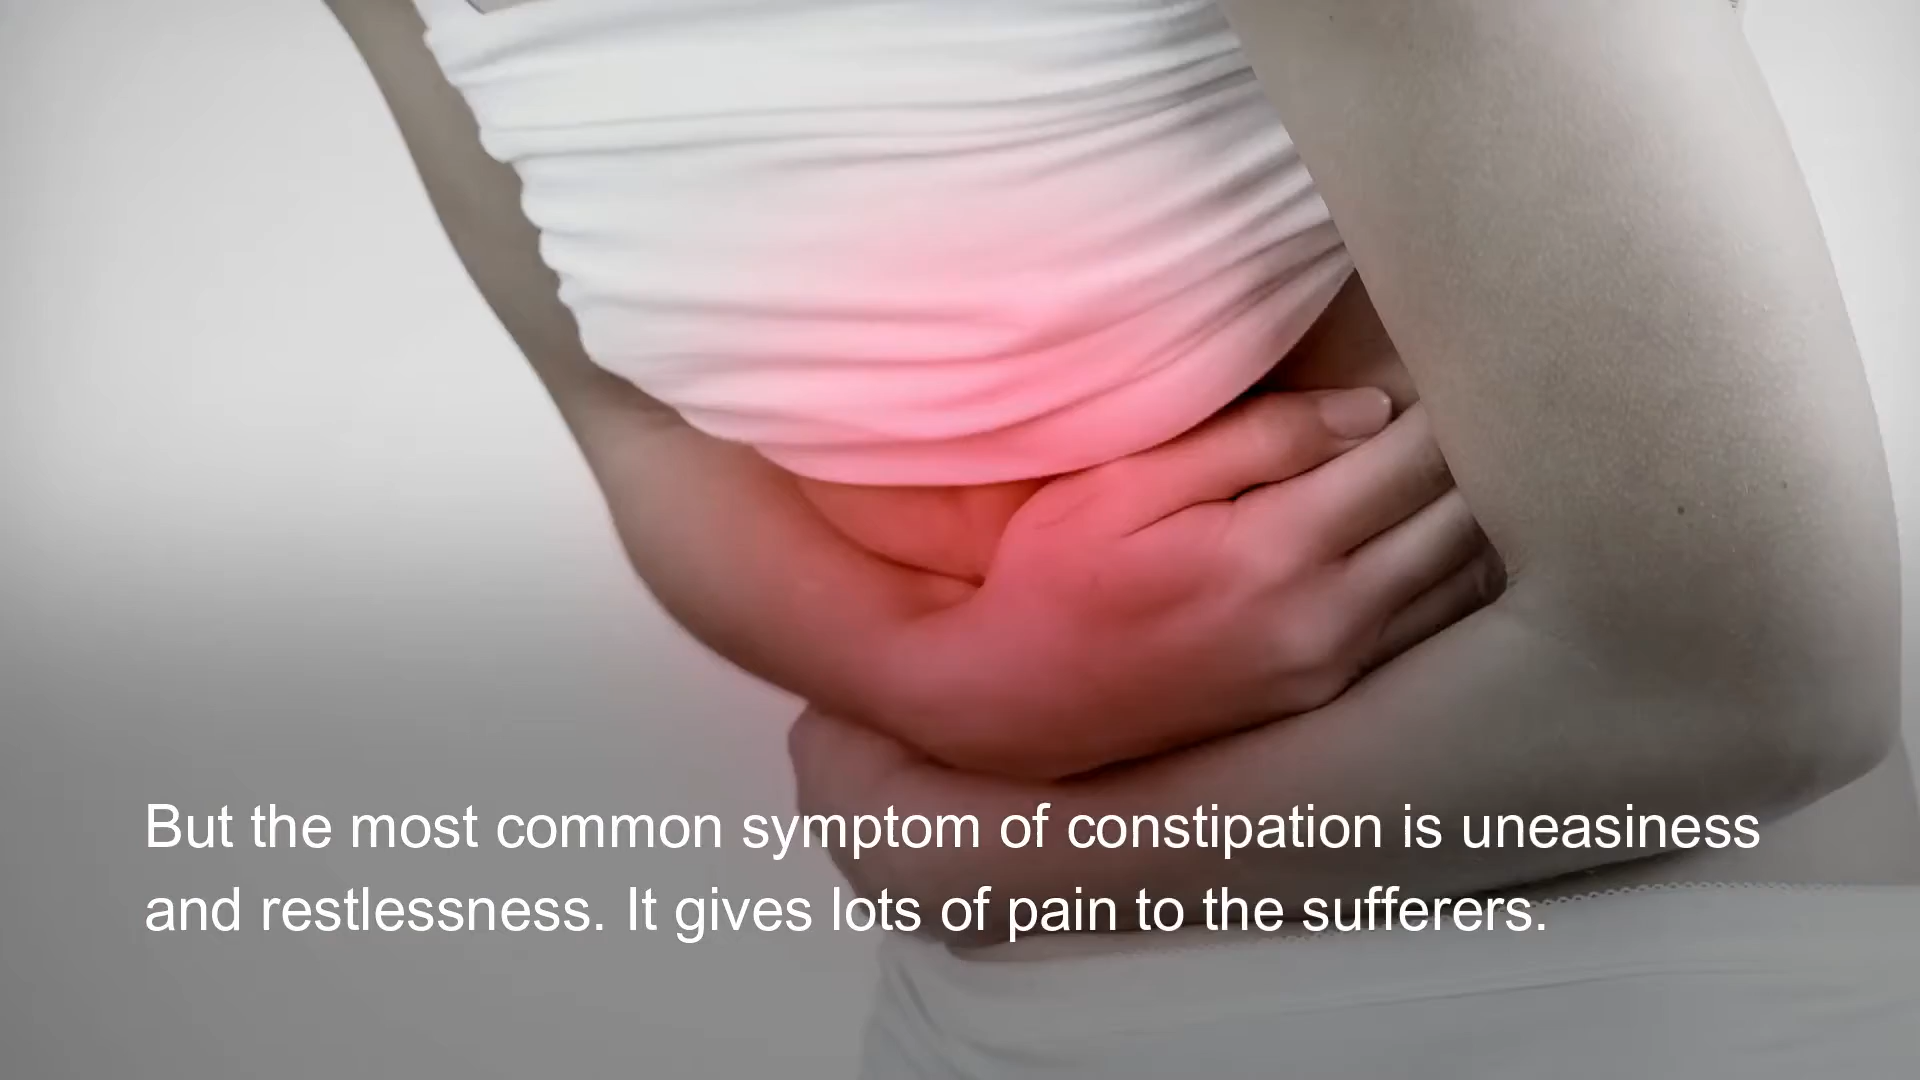 But the most common symptom of constipation is uneasiness
and restlessness. It gives lots of pain to the sufferers.